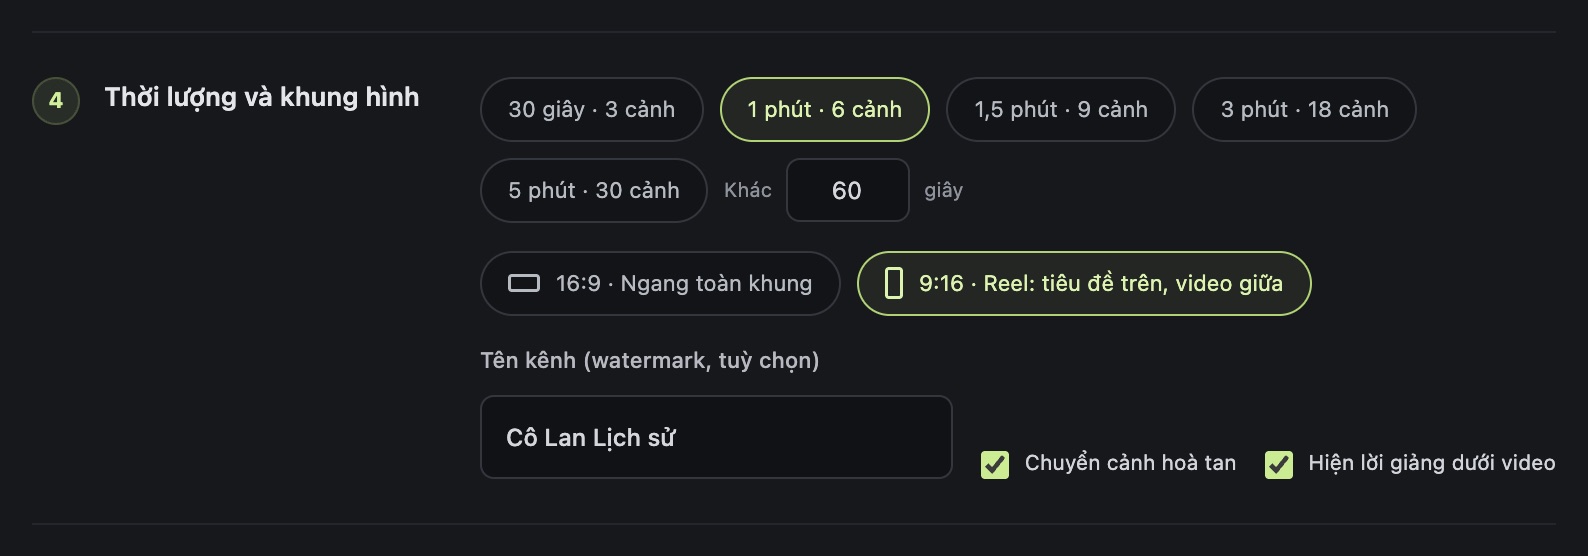 4
Thời lượng và khung hình
30 giây · 3 cảnh
1 phút · 6 cảnh
1,5 phút · 9 cảnh
3 phút · 18 cảnh
5 phút · 30 cảnh
Khác
60
giây
16:9 · Ngang toàn khung
9:16 · Reel: tiêu đề trên, video giữa
Tên kênh (watermark, tuỳ chọn)
Cô Lan Lịch sử
Chuyển cảnh hoà tan
Hiện lời giảng dưới video